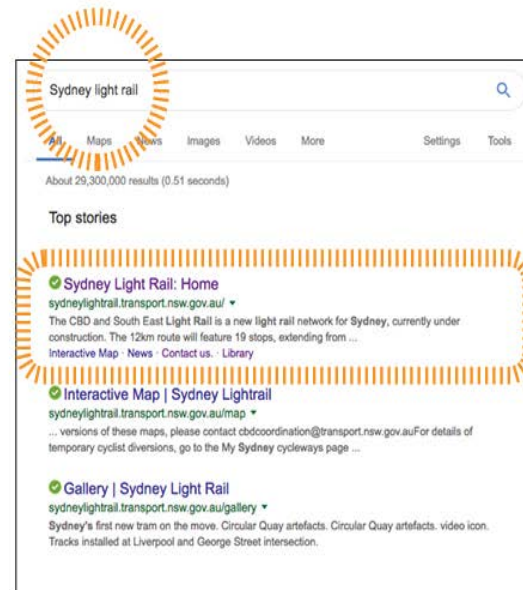 Sydney light rail
All Maps News Images Videos More Settings Tools
About 29,300,000 results (0.51 seconds)
Top stories
Sydney Light Rail: Home
sydneylightrail.transport.nsw.gov.au/
The CBD and South East Light Rail is a new light rail network for Sydney, currently under
construction. The 12km route will feature 19 stops, extending from ...
Interactive Map · News · Contact us. · Library
Interactive Map | Sydney Lightrail
sydneylightrail.transport.nsw.gov.au/map
... versions of these maps, please contact cbdcoordination@transport.nsw.gov.auFor details of
temporary cyclist diversions, go to the My Sydney cycleways page ...
Gallery | Sydney Light Rail
sydneylightrail.transport.nsw.gov.au/gallery
Sydney's first new tram on the move. Circular Quay artefacts. Circular Quay artefacts. video icon.
Tracks installed at Liverpool and George Street intersection.